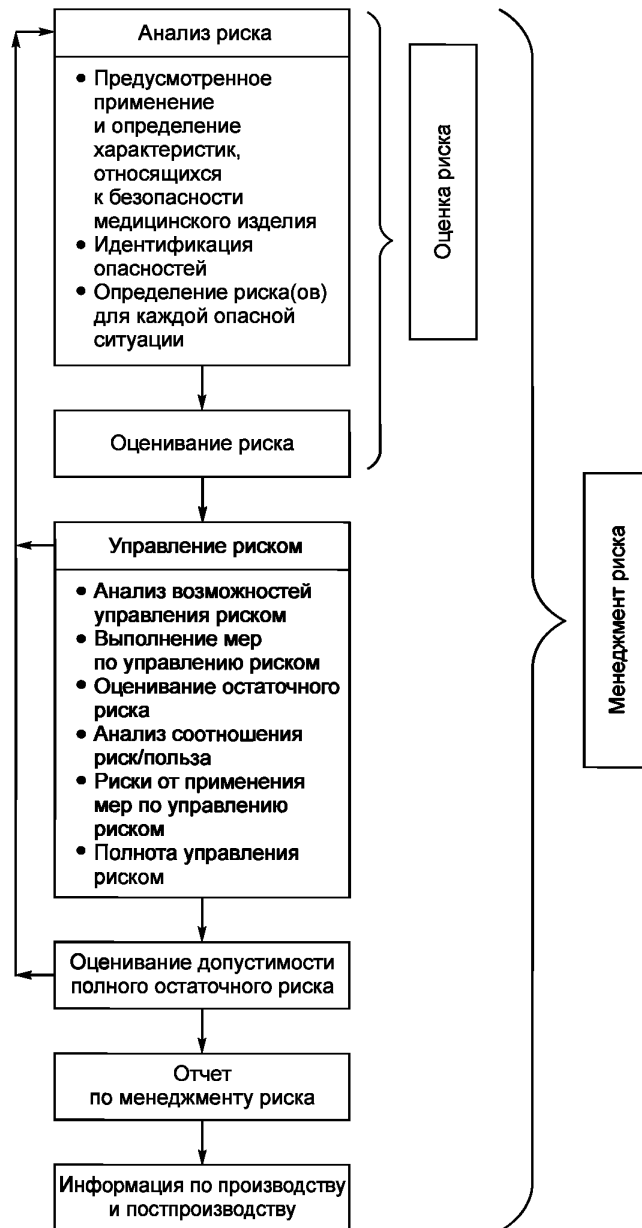 Анализ риска
• Предусмотренное
применение
и определение
характеристик,
относящихся
к безопасности
медицинского изделия
• Идентификация
опасностей
• Определение риска(ов)
для каждой опасной
ситуации
Оценивание риска
Оценка риска
Управление риском
• Анализ возможностей
управления риском
• Выполнение мер
по управлению риском
• Оценивание остаточного
риска
• Анализ соотношения
риск/польза
• Риски от применения
мер по управлению
риском
• Полнота управления
риском
Менеджмент риска
Оценивание допустимости
полного остаточного риска
Отчет
по менеджменту риска
Информация по производству
и постпроизводству